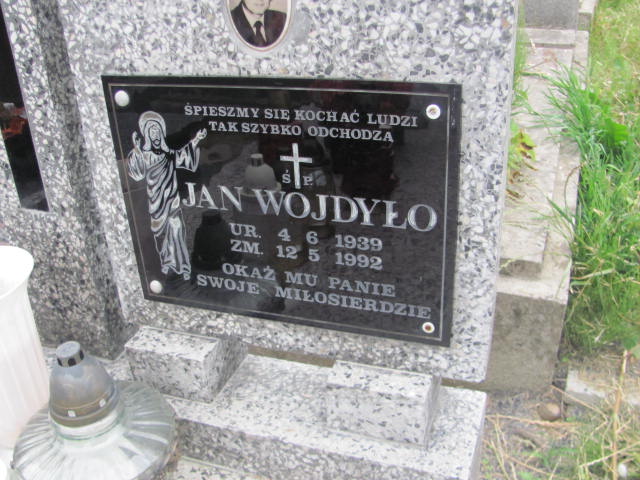 ŚPIESZMY SIĘ KOCHAĆ LUDZI
TAK SZYBKO ODCHODZĄ
Ś P.
JAN WOJDYŁO
UR. 4 6 1939
ZM. 12 5 1992
OKAŻ MU PANIE
SWOJE MIŁOSIERDZIE